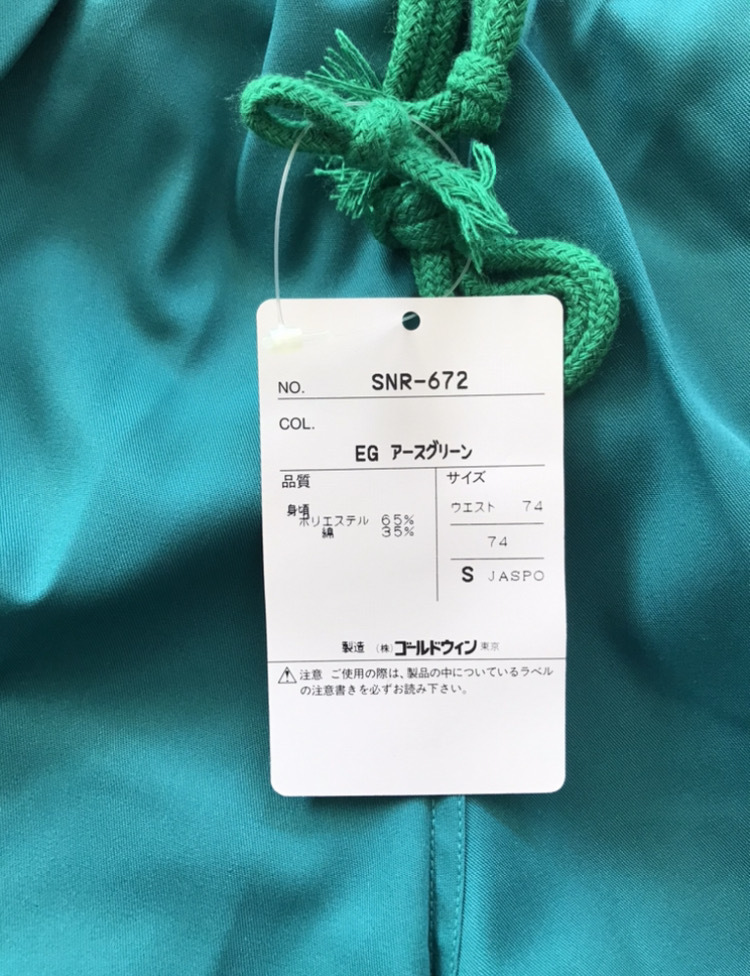 NO. SNR-672
COL.
EG アースグリーン
品質
身頃
ポリエステル 65%
綿 35%
サイズ
ウエスト 74
74
S JASPO
製造 (株)ゴールドウィン 東京
注意 ご使用の際は、製品の中についているラベル
の注意書きを必ずお読み下さい。